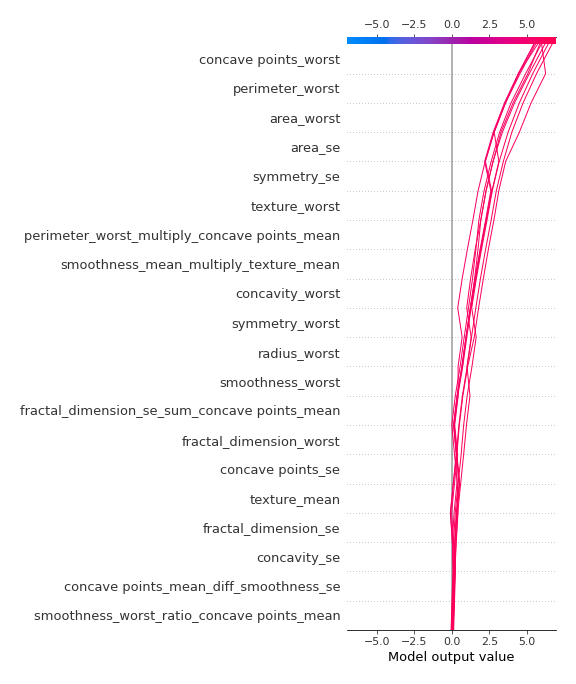 −5.0 −2.5 0.0 2.5 5.0
concave points_worst
perimeter_worst
area_worst
area_se
symmetry_se
texture_worst
perimeter_worst_multiply_concave points_mean
smoothness_mean_multiply_texture_mean
concavity_worst
symmetry_worst
radius_worst
smoothness_worst
fractal_dimension_se_sum_concave points_mean
fractal_dimension_worst
concave points_se
texture_mean
fractal_dimension_se
concavity_se
concave points_mean_diff_smoothness_se
smoothness_worst_ratio_concave points_mean
−5.0 −2.5 0.0 2.5 5.0
Model output value